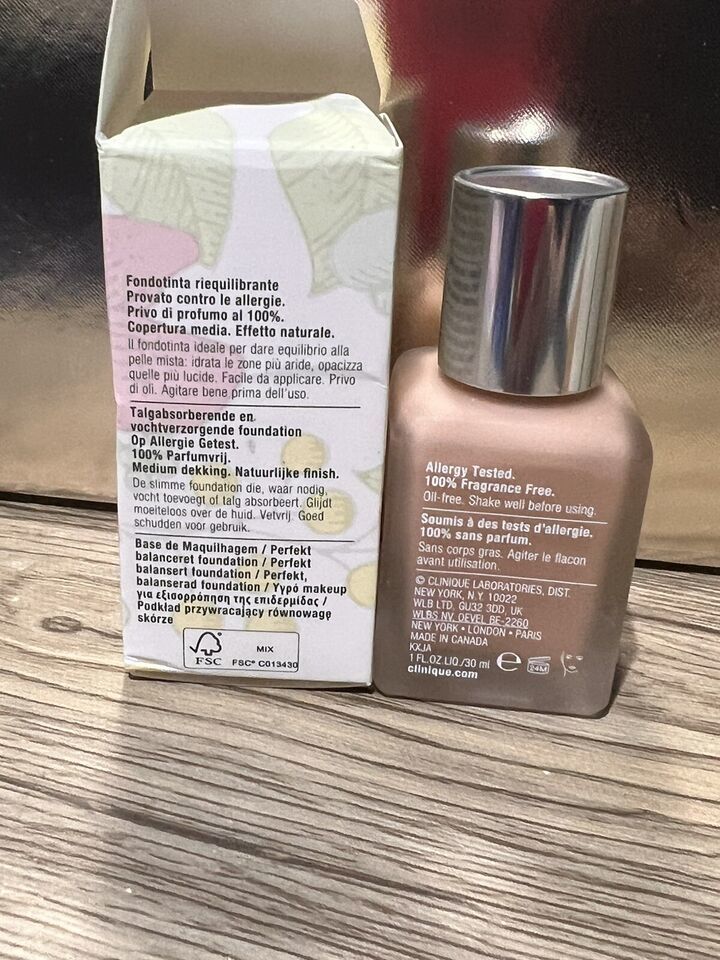 Fondotinta riequilibrante
Provato contro le allergie.
Privo di profumo al 100%.
Copertura media. Effetto naturale.
Il fondotinta ideale per dare equilibrio alla
pelle mista: idrata le zone più aride, opacizza
quelle più lucide. Facile da applicare. Privo
di oli. Agitare bene prima dell'uso.
Talgabsorberende en
vochtverzorgende foundation
Op Allergie Getest.
100% Parfumvrij.
Medium dekking. Natuurlijke finish.
De slimme foundation die, waar nodig,
vocht toevoegt of talg absorbeert. Glijdt
moeiteloos over de huid. Vetvrij. Goed
schudden voor gebruik.
Base de Maquilhagem / Perfekt
balanceret foundation / Perfekt
balansert foundation / Perfekt,
balanserad foundation / Υγρό makeup
για εξισορρόπηση της επιδερμίδας /
Podkład przywracający równowagę
skórze
FSC
MIX
FSC® C013430
Allergy Tested.
100% Fragrance Free.
Oil-free. Shake well before using.
Soumis à des tests d'allergie.
100% sans parfum.
Sans corps gras. Agiter le flacon
avant utilisation.
© CLINIQUE LABORATORIES, DIST.
NEW YORK, N.Y. 10022
WLB LTD. GU32 3DD, UK
WLBS NV, OEVEL BE-2260
NEW YORK • LONDON • PARIS
MADE IN CANADA
KXJA
1 FL.OZ.LIQ./30 ml ℮ 24M
clinique.com